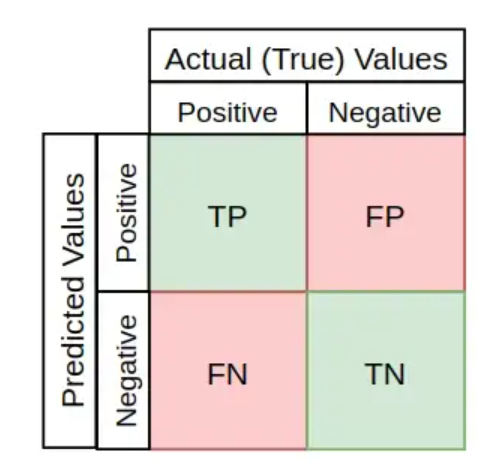 Actual (True) Values
Positive
Negative
Predicted Values
Positive
TP
FP
Negative
FN
TN